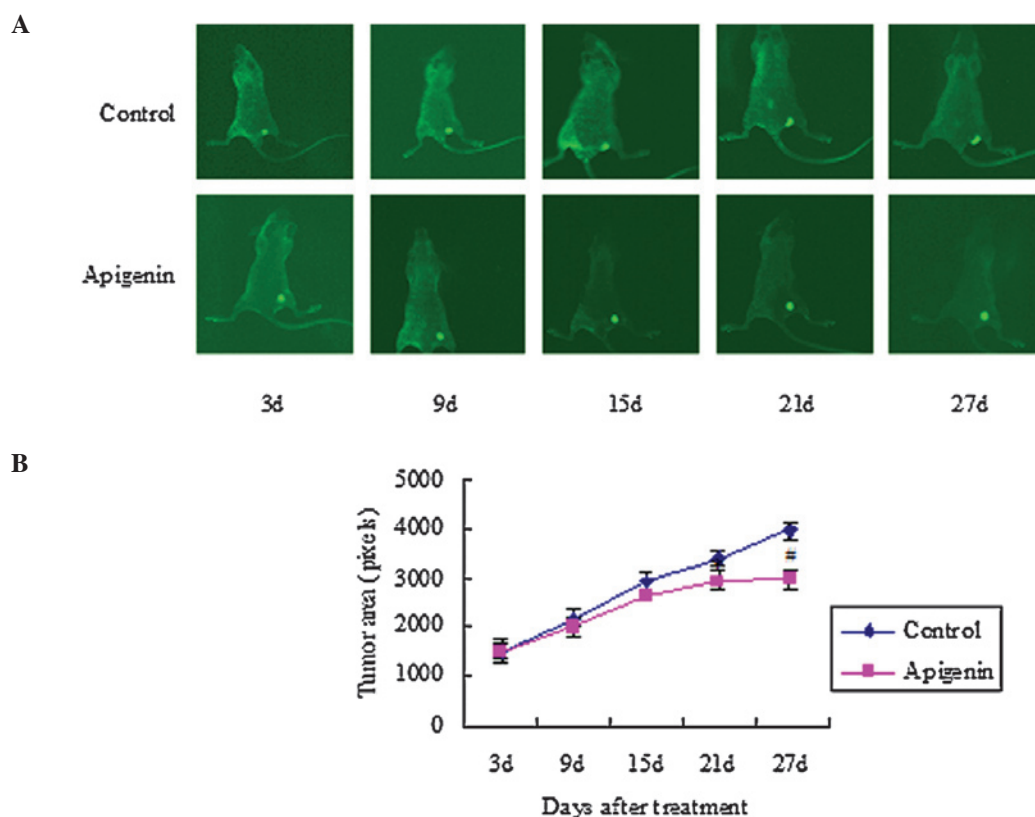 A
Control
Apigenin
3d 9d 15d 21d 27d
B
5000
4000
3000
2000
1000
0
Tumor area (pixels)
#
3d 9d 15d 21d 27d
Days after treatment
Control
Apigenin